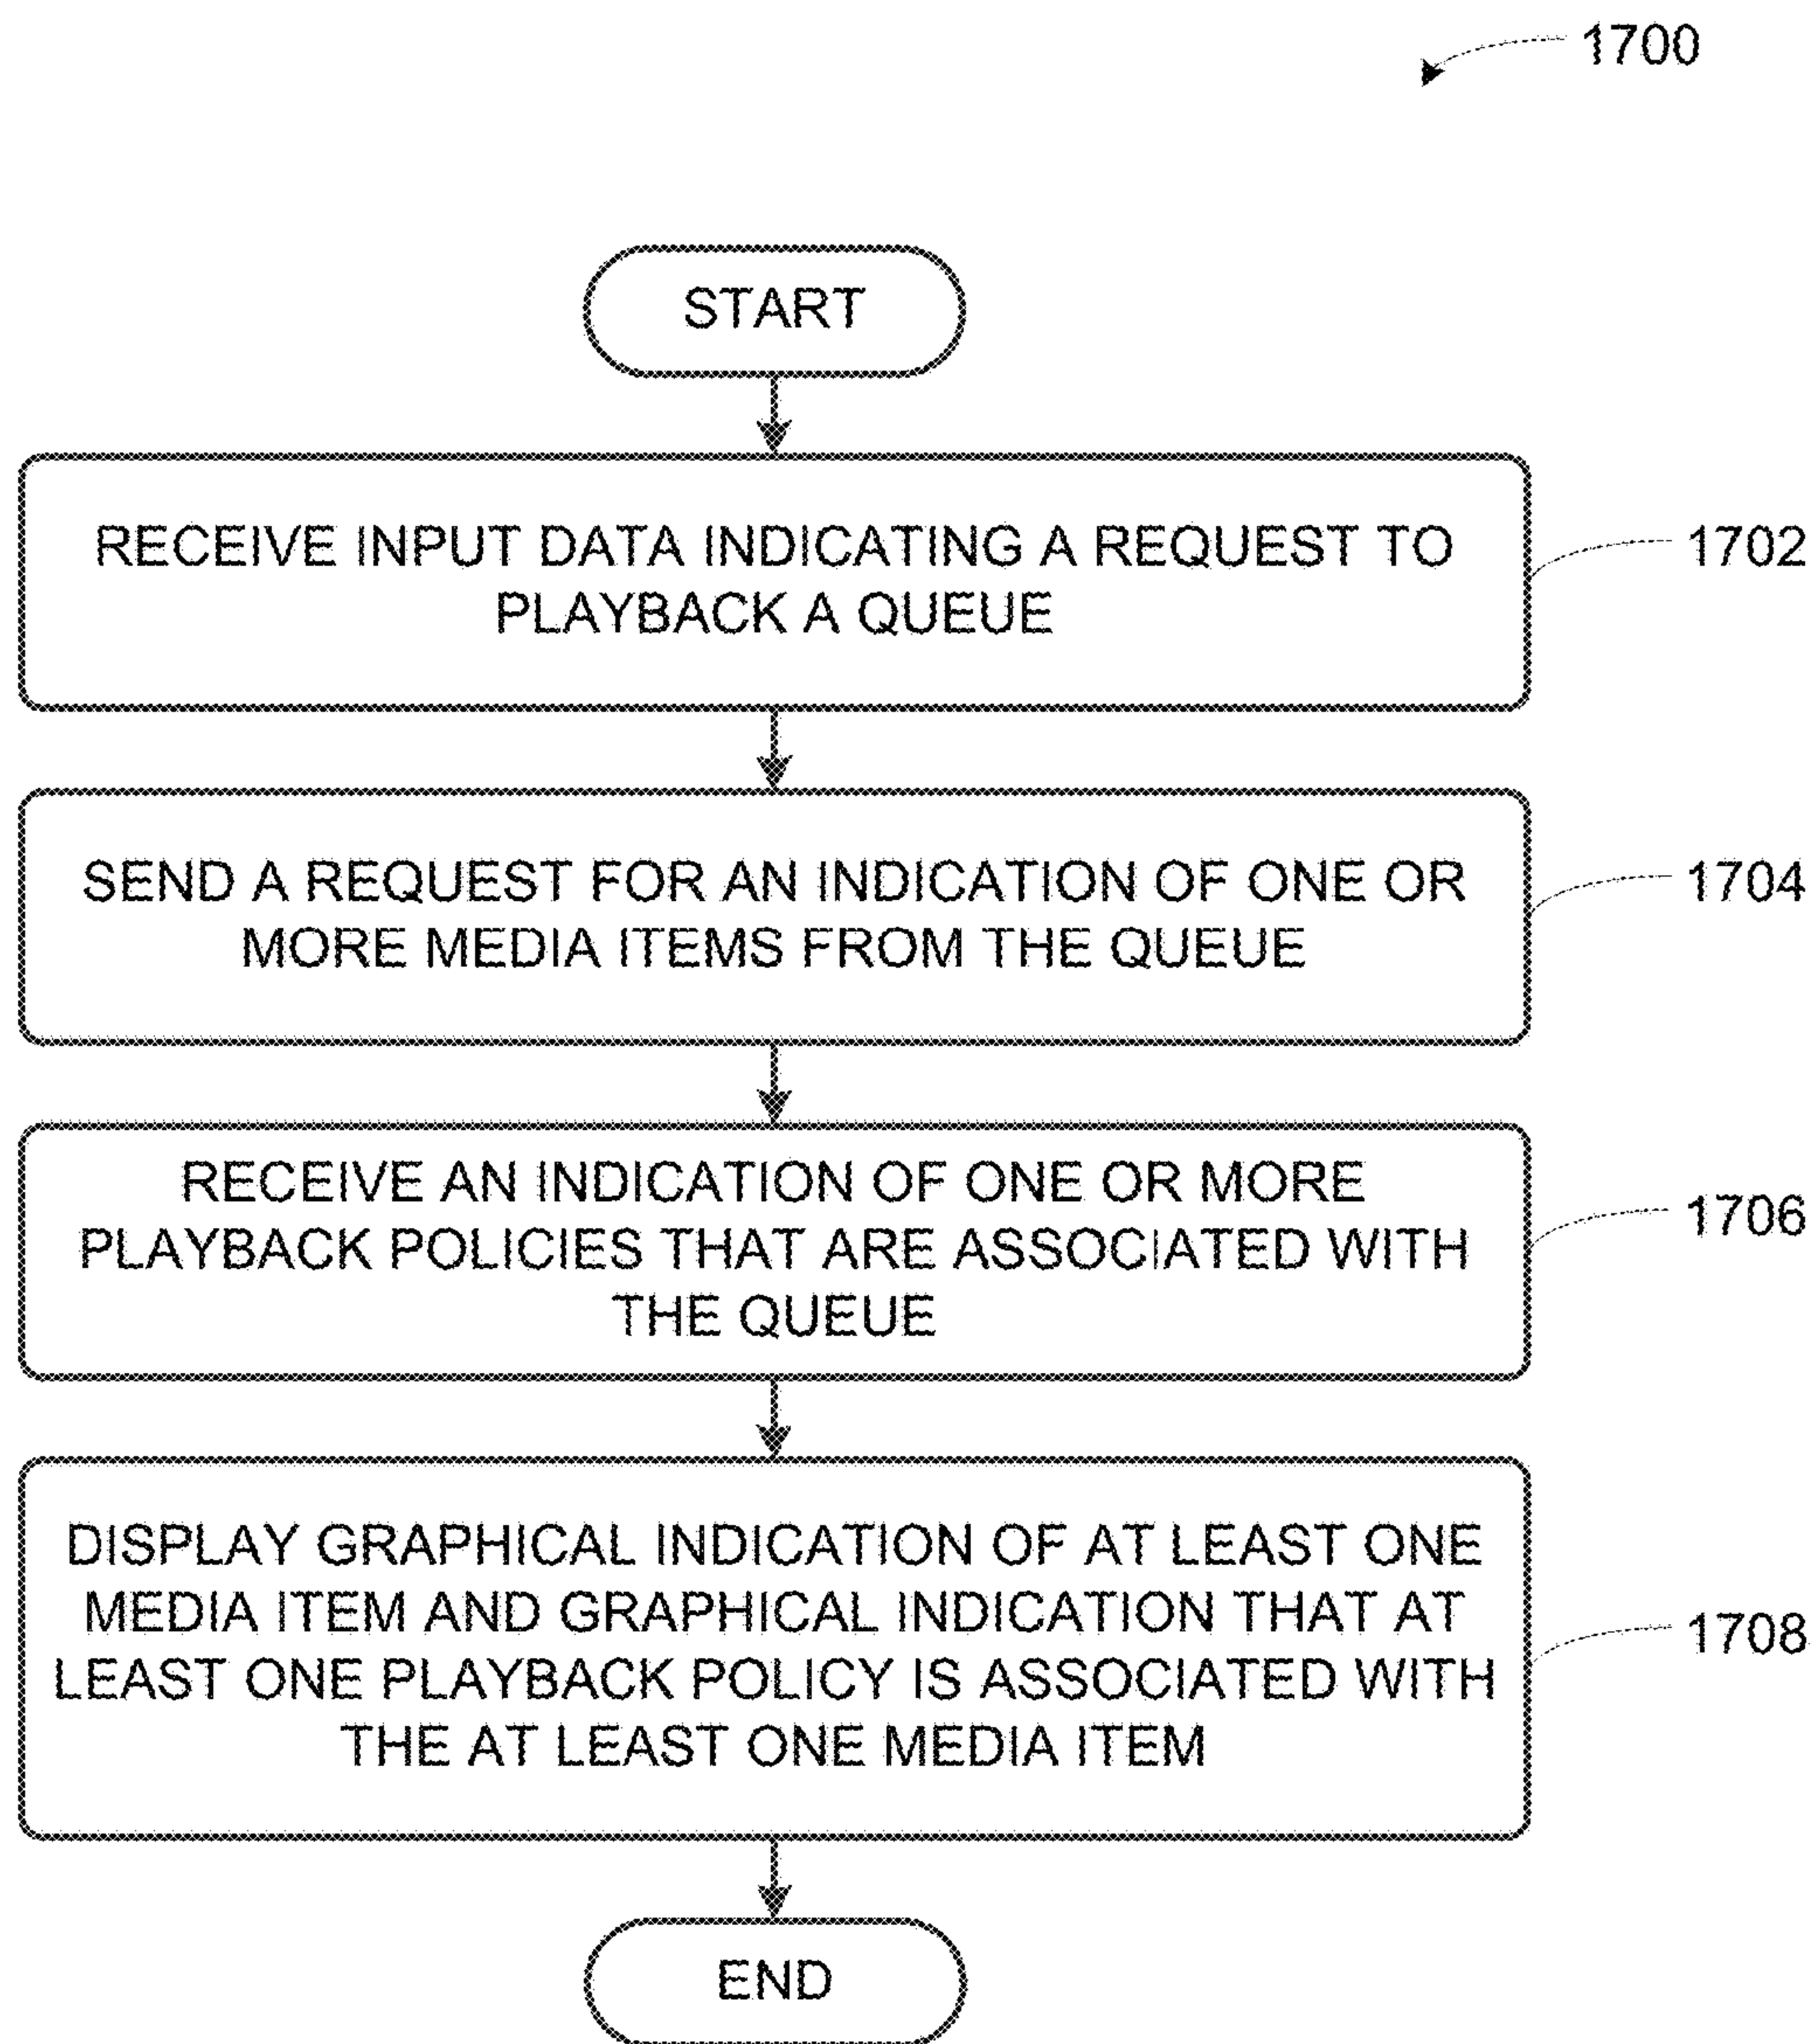 1700
START
RECEIVE INPUT DATA INDICATING A REQUEST TO
PLAYBACK A QUEUE
1702
SEND A REQUEST FOR AN INDICATION OF ONE OR
MORE MEDIA ITEMS FROM THE QUEUE
1704
RECEIVE AN INDICATION OF ONE OR MORE
PLAYBACK POLICIES THAT ARE ASSOCIATED WITH
THE QUEUE
1706
DISPLAY GRAPHICAL INDICATION OF AT LEAST ONE
MEDIA ITEM AND GRAPHICAL INDICATION THAT AT
LEAST ONE PLAYBACK POLICY IS ASSOCIATED WITH
THE AT LEAST ONE MEDIA ITEM
1708
END